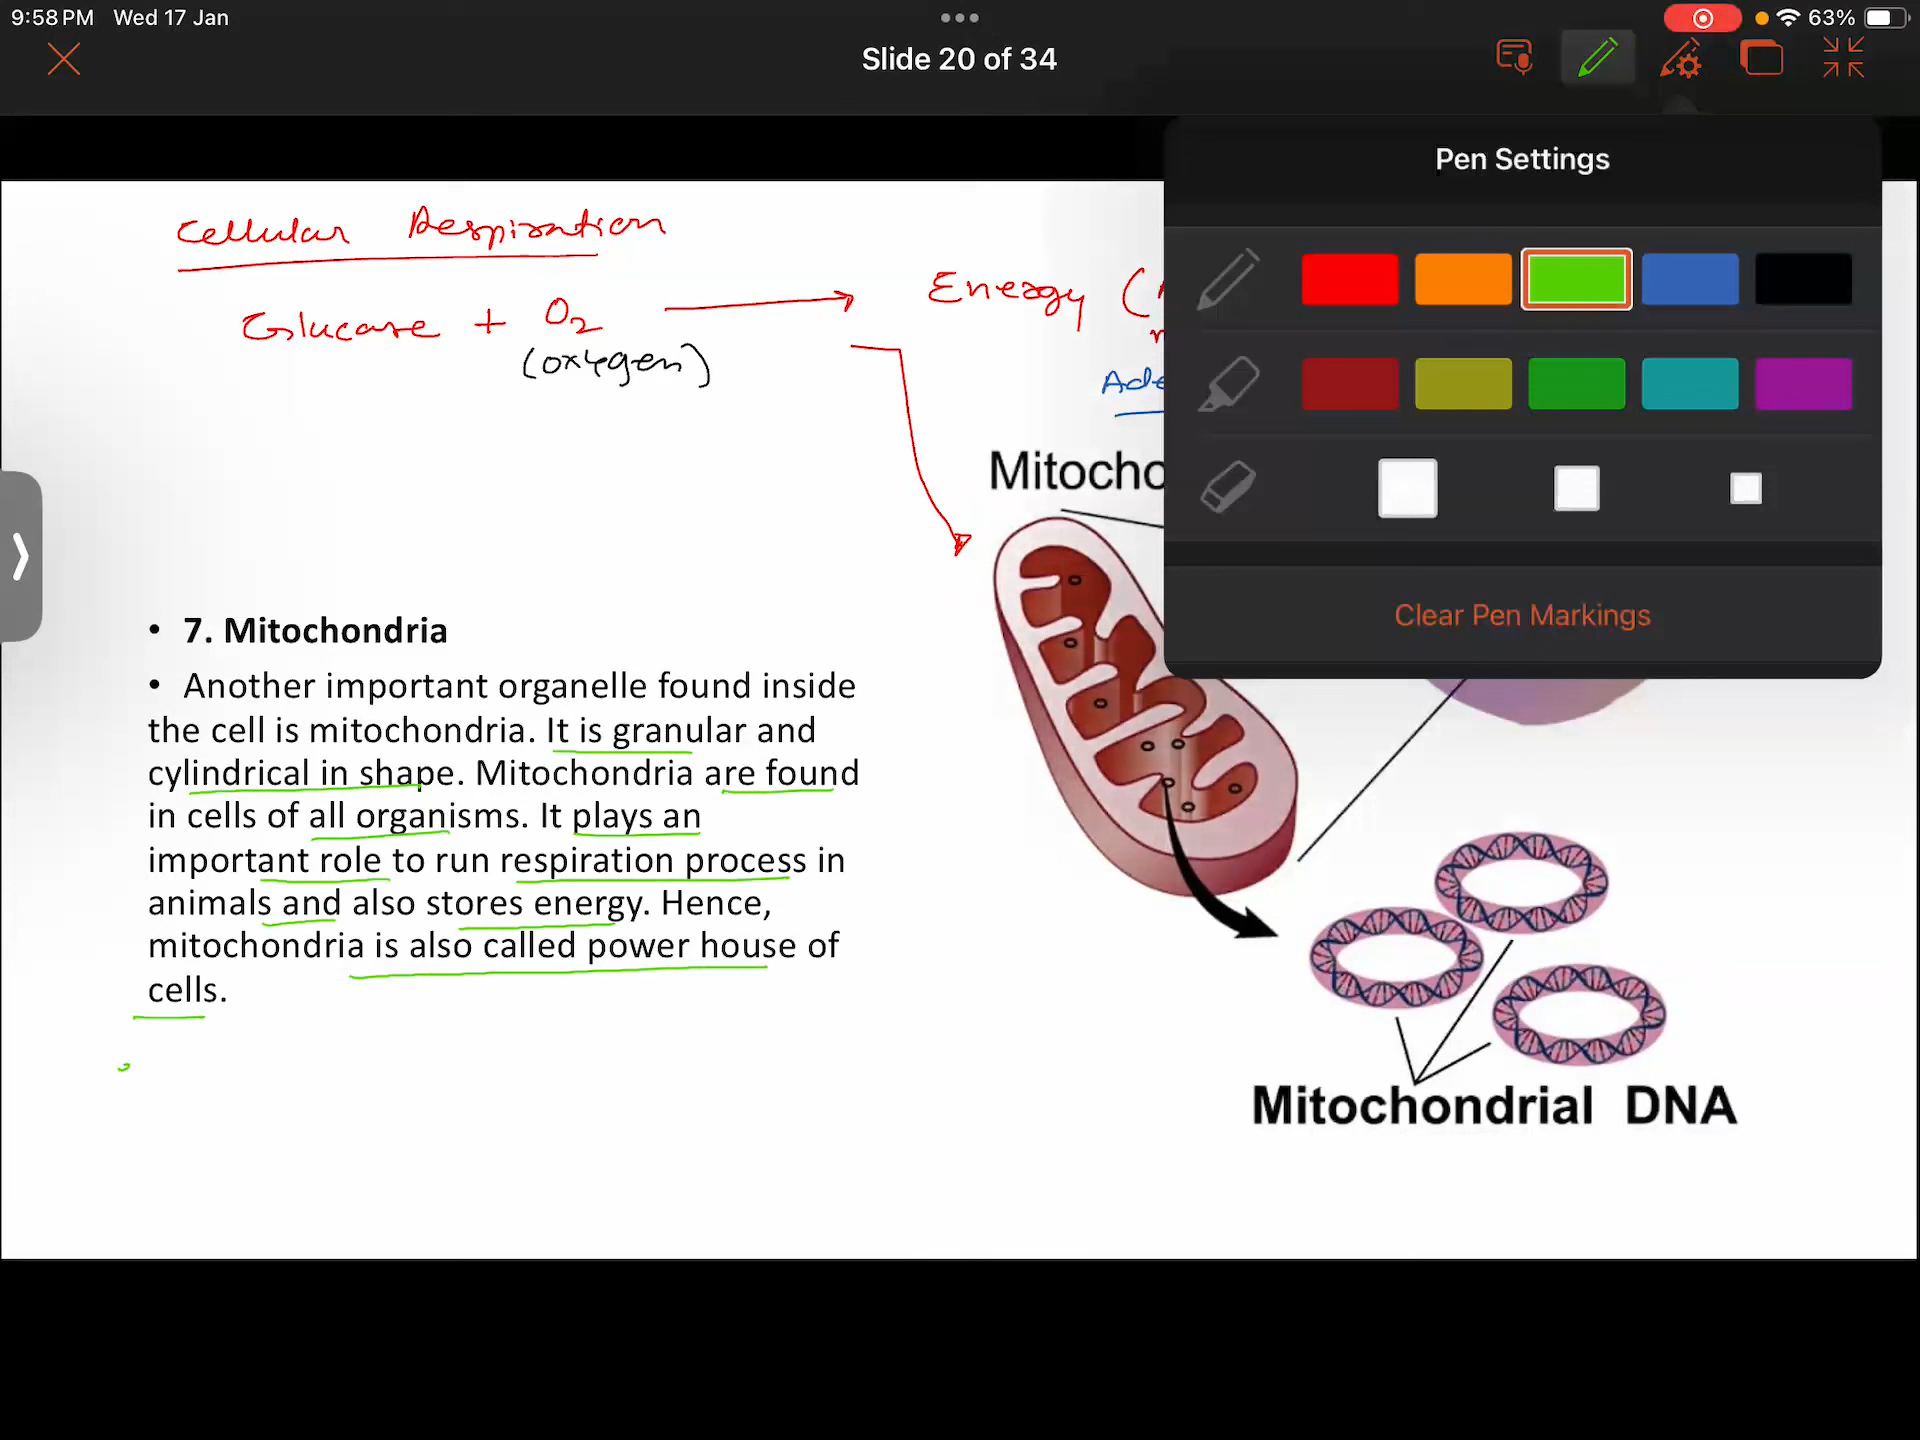 9:58 PM Wed 17 Jan
63%
Slide 20 of 34
Pen Settings
Clear Pen Markings
Cellular Respiration
Glucose + O2
(oxygen)
Energy (
Ade
Mitocho
• 7. Mitochondria
• Another important organelle found inside
the cell is mitochondria. It is granular and
cylindrical in shape. Mitochondria are found
in cells of all organisms. It plays an
important role to run respiration process in
animals and also stores energy. Hence,
mitochondria is also called power house of
cells.
Mitochondrial DNA